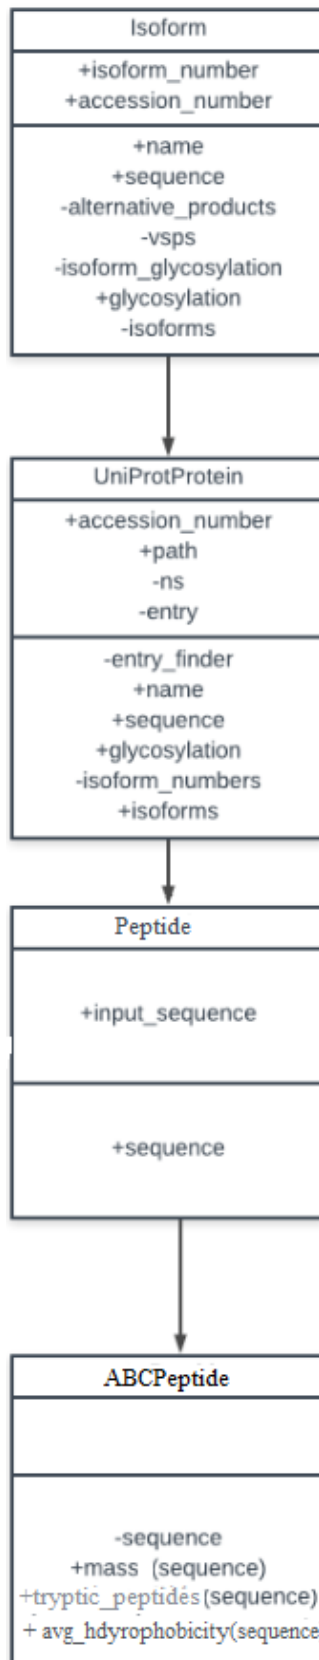 Isoform
+isoform_number
+accession_number
+name
+sequence
-alternative_products
-vsps
-isoform_glycosylation
+glycosylation
-isoforms
UniProtProtein
+accession_number
+path
-ns
-entry
-entry_finder
+name
+sequence
+glycosylation
-isoform_numbers
+isoforms
Peptide
+input_sequence
+sequence
ABCPeptide
-sequence
+mass (sequence)
+tryptic_peptides(sequence)
+ avg_hdyrophobicity(sequence